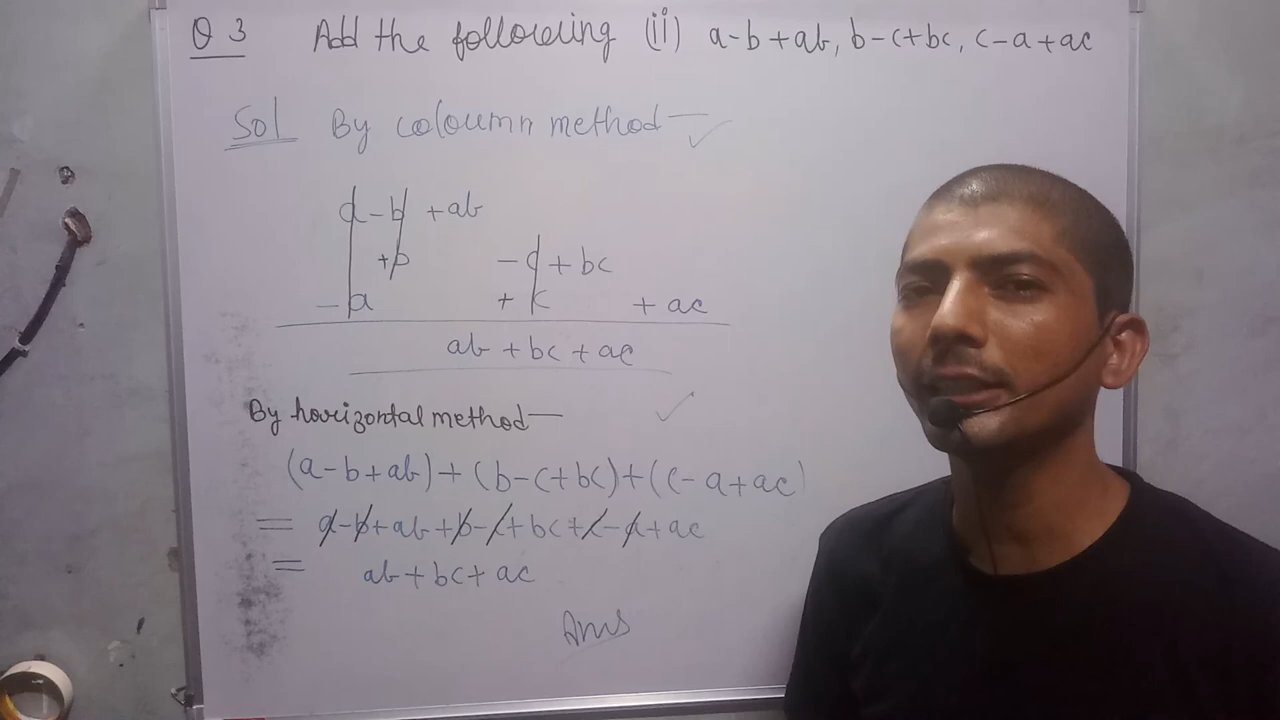 Q 3 Add the following (ii) a-b+ab, b-c+bc, c-a+ac
Sol By coloumn method — ✓
a-b +ab
+b -c + bc
-a + c + ac
ab + bc + ac
By horizontal method — ✓
(a-b+ab)+(b-c+bc)+(c-a+ac)
= a-b+ab+b-c+bc+c-a+ac
= ab+bc+ac
Ans